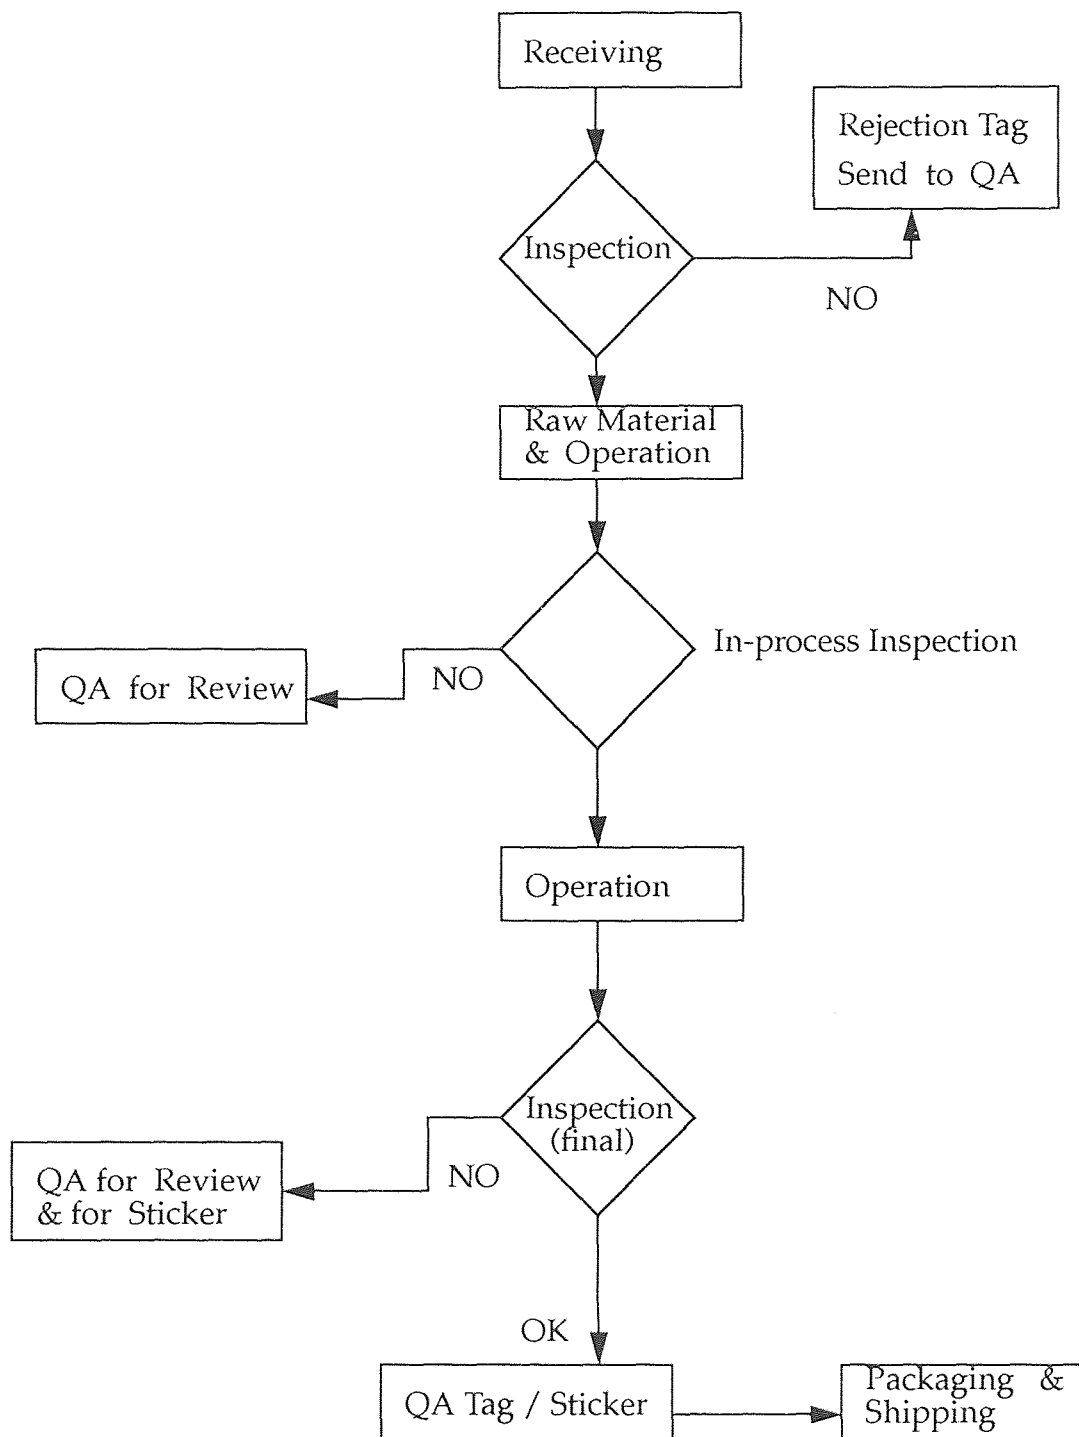 Receiving
Rejection Tag
Send to QA
Inspection
NO
Raw Material
& Operation
In-process Inspection
NO
QA for Review
Operation
Inspection
(final)
NO
QA for Review
& for Sticker
OK
QA Tag / Sticker
Packaging &
Shipping